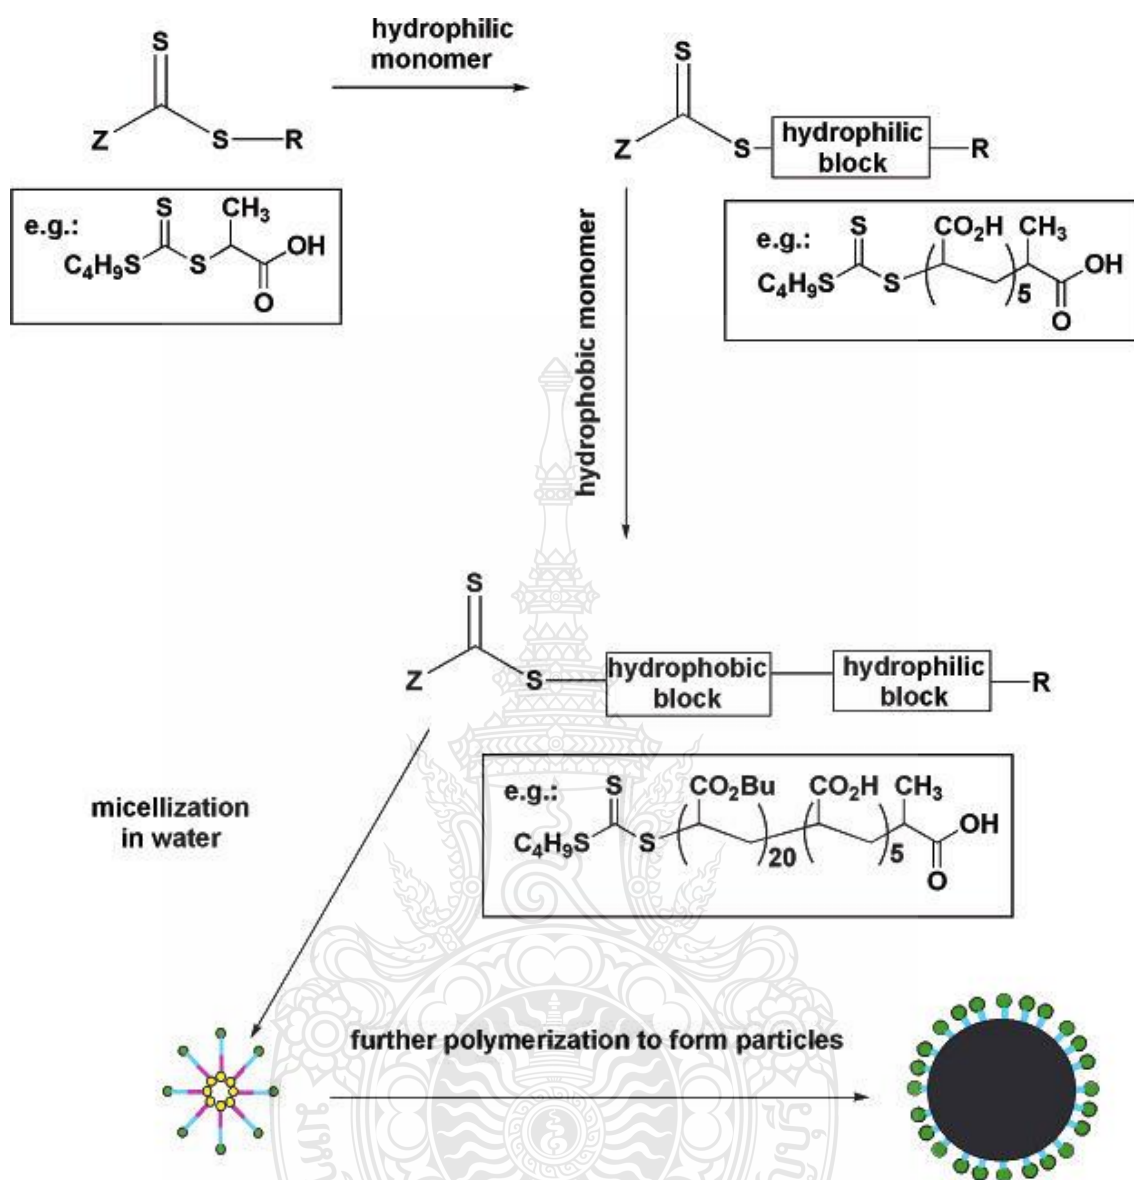 S
Z
S
R
hydrophilic
monomer
S
Z
S
hydrophilic
block
R
e.g.:
S
CH3
C4H9S
S
OH
O
hydrophobic monomer
e.g.:
S
CO2H
CH3
C4H9S
S
5
OH
O
S
Z
S
hydrophobic
block
hydrophilic
block
R
micellization
in water
e.g.:
S
CO2Bu
CO2H
CH3
C4H9S
S
20
5
OH
O
further polymerization to form particles